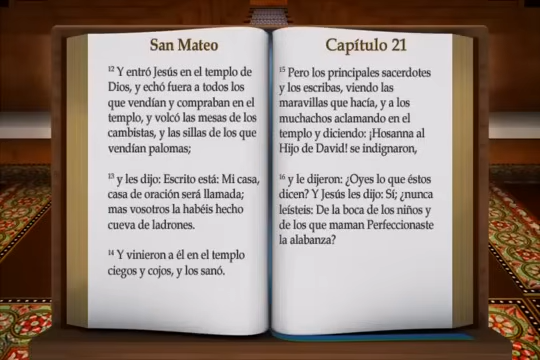 San Mateo
12 Y entró Jesús en el templo de
Dios, y echó fuera a todos los
que vendían y compraban en el
templo, y volcó las mesas de los
cambistas, y las sillas de los que
vendían palomas;
13 y les dijo: Escrito está: Mi casa,
casa de oración será llamada;
mas vosotros la habéis hecho
cueva de ladrones.
14 Y vinieron a él en el templo
ciegos y cojos, y los sanó.
Capítulo 21
15 Pero los principales sacerdotes
y los escribas, viendo las
maravillas que hacía, y a los
muchachos aclamando en el
templo y diciendo: ¡Hosanna al
Hijo de David! se indignaron,
16 y le dijeron: ¿Oyes lo que éstos
dicen? Y Jesús les dijo: Sí; ¿nunca
leísteis: De la boca de los niños y
de los que maman Perfeccionaste
la alabanza?